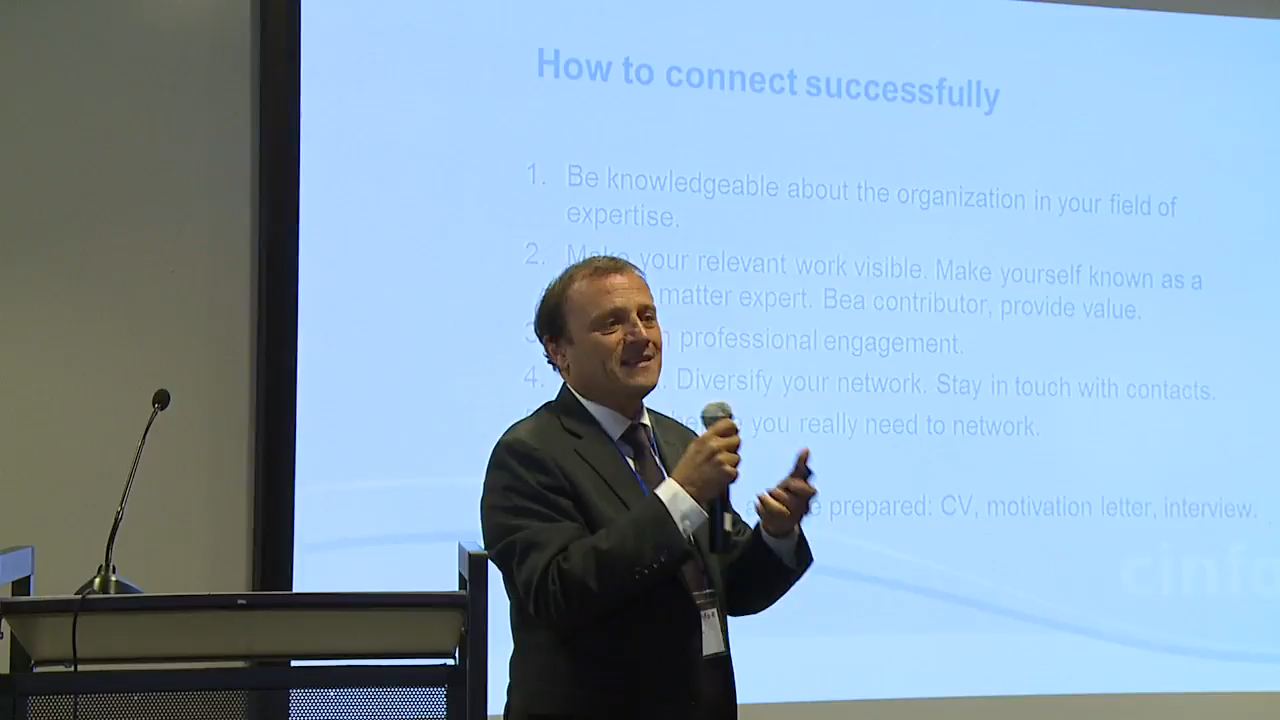 How to connect successfully
1. Be knowledgeable about the organization in your field of
expertise.
2. Make your relevant work visible. Make yourself known as a
matter expert. Bea contributor, provide value.
professional engagement.
4. Diversify your network. Stay in touch with contacts.
you really need to network.
prepared: CV, motivation letter, interview.
cinfo